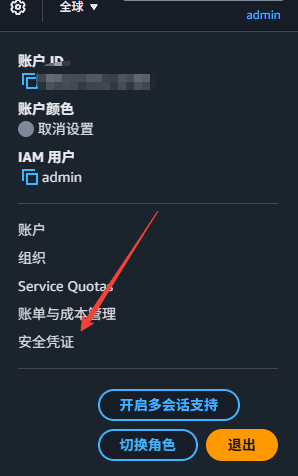 全球
admin
账户 ID
账户颜色
取消设置
IAM 用户
admin
账户
组织
Service Quotas
账单与成本管理
安全凭证
开启多会话支持
切换角色
退出